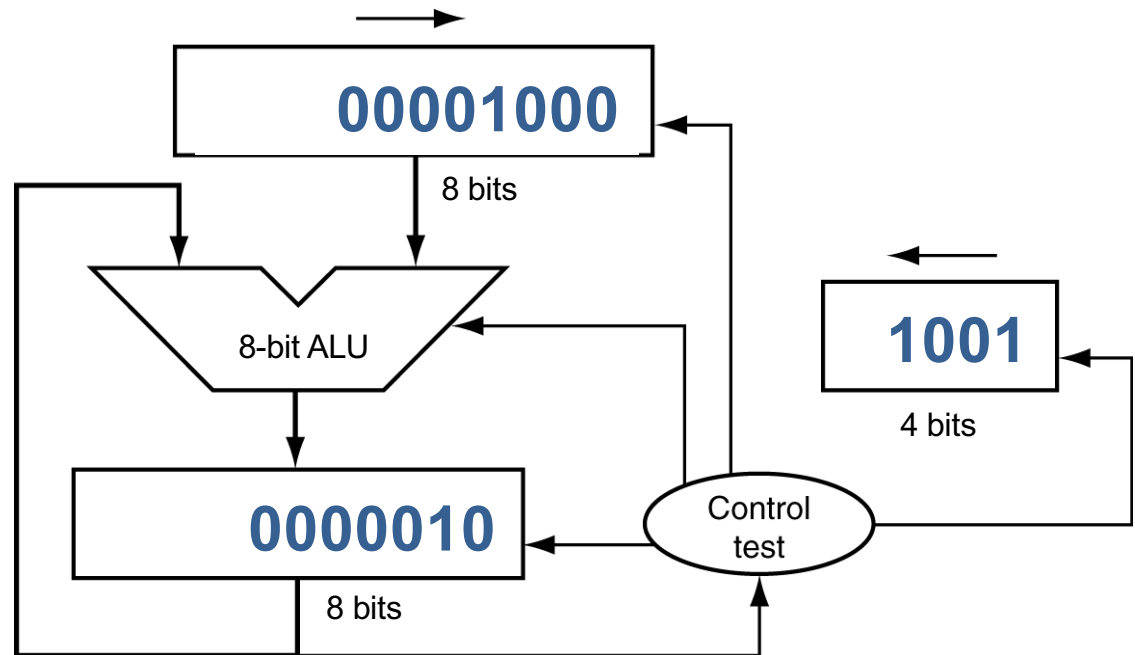 00001000
8 bits
8-bit ALU
1001
4 bits
0000010
Control
test
8 bits